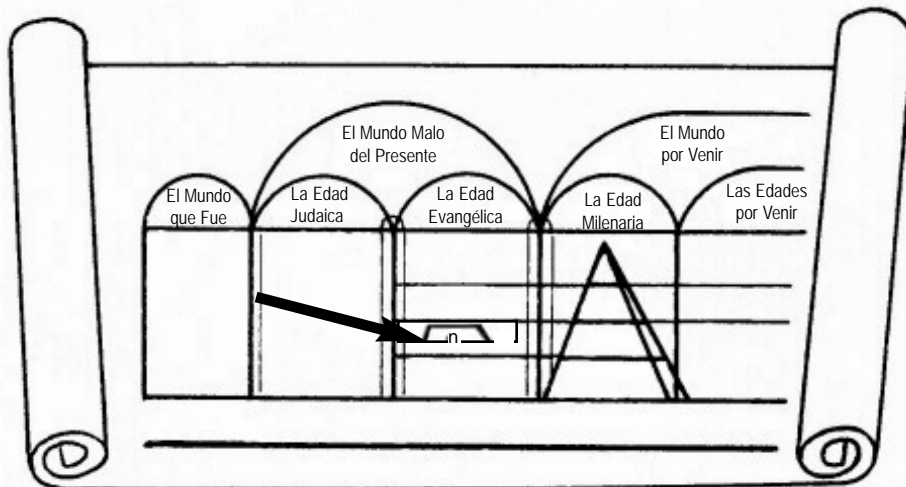 El Mundo Malo
del Presente
El Mundo
por Venir
El Mundo
que Fue
La Edad
Judaica
La Edad
Evangélica
La Edad
Milenaria
Las Edades
por Venir
n